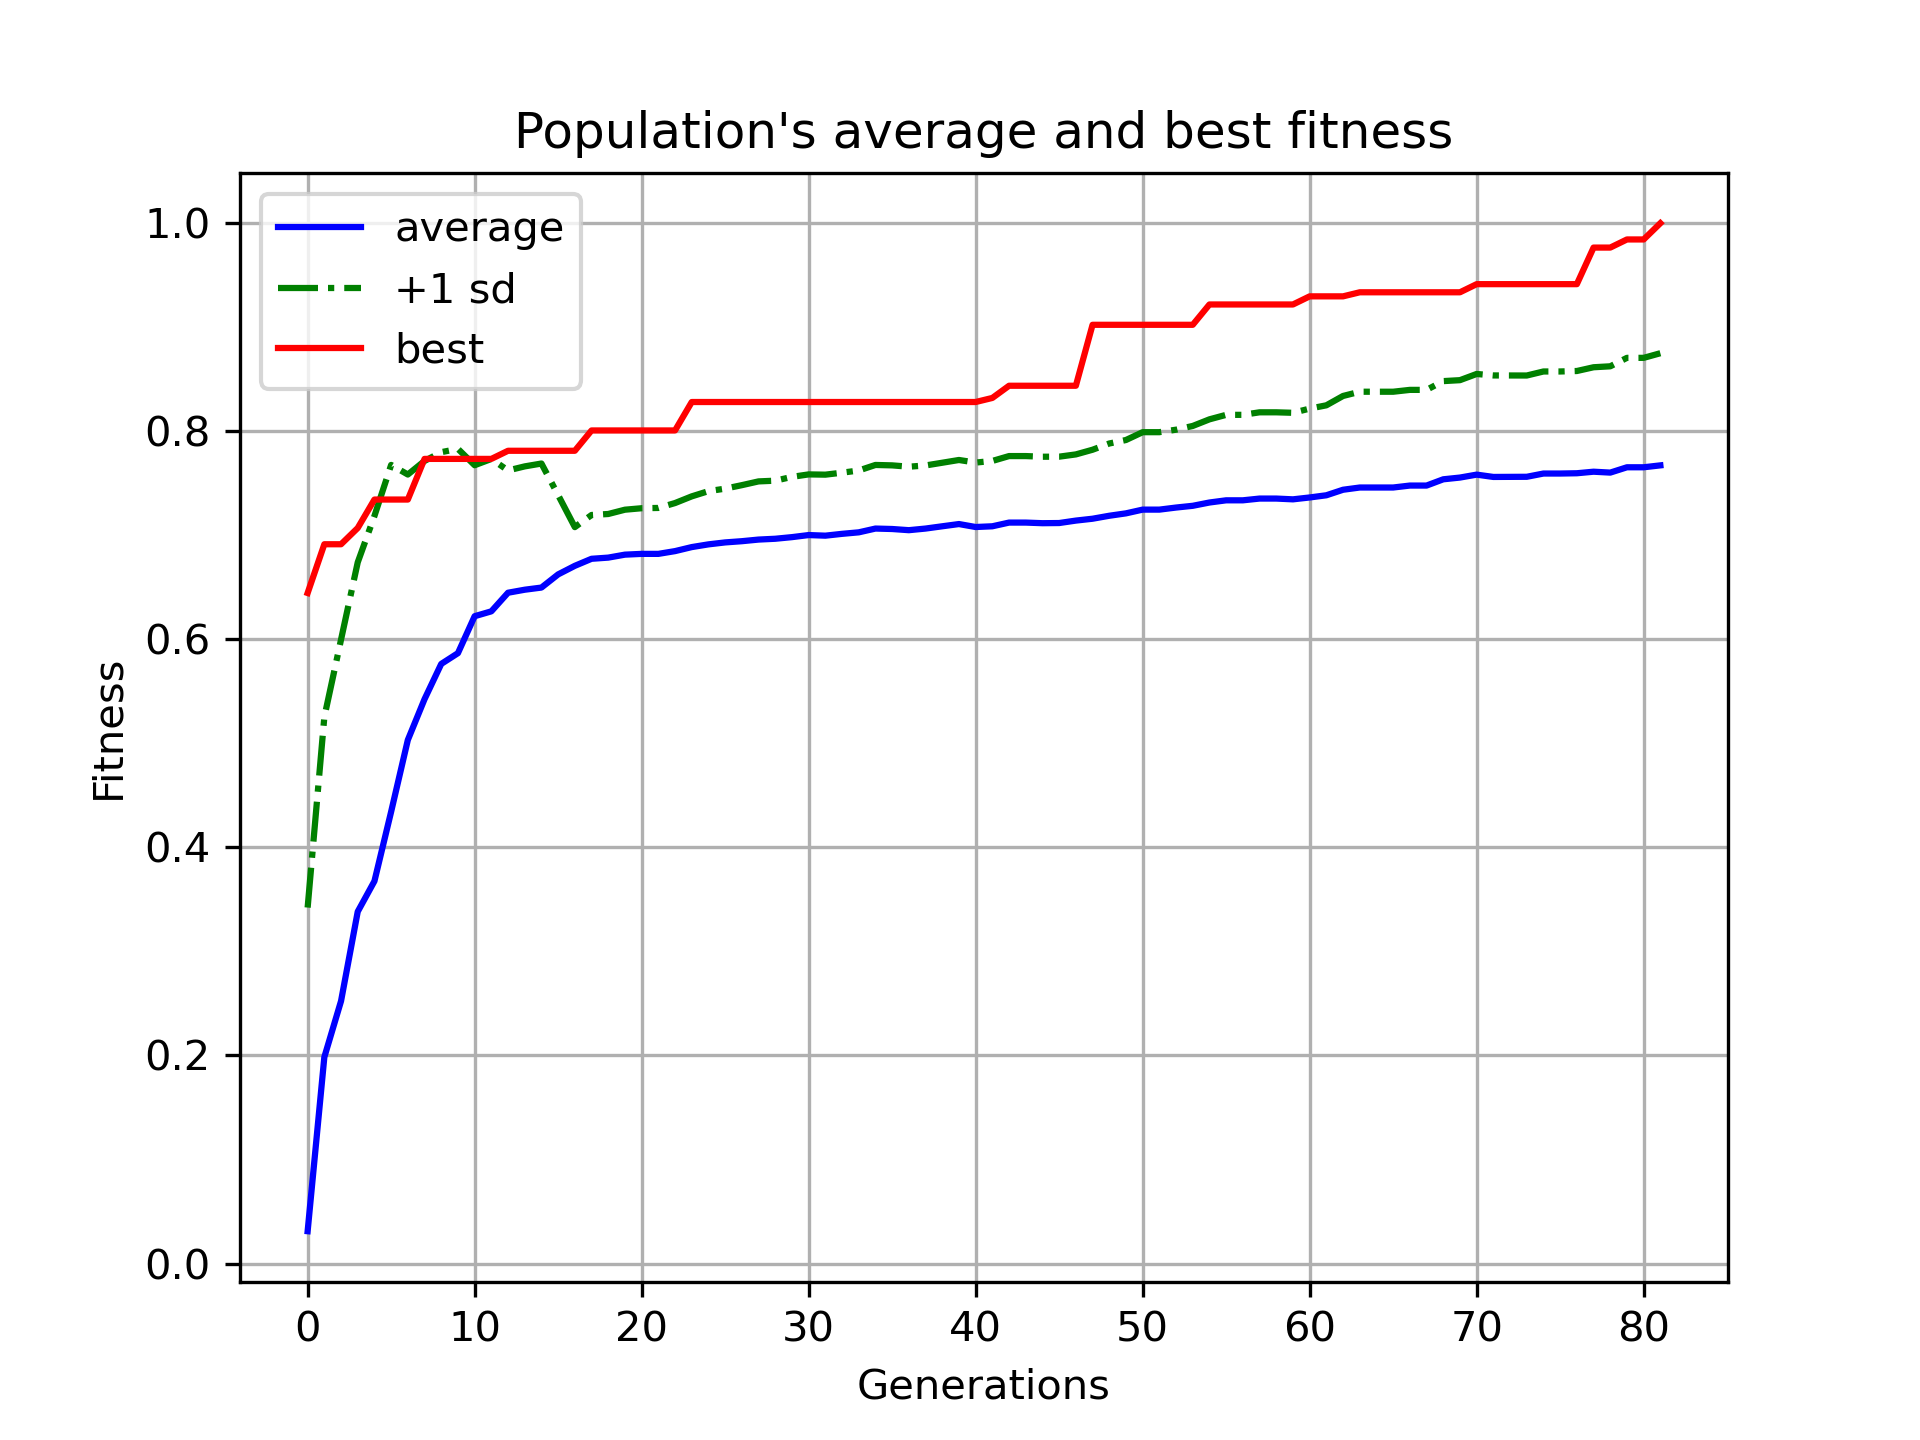 Population's average and best fitness
average
+1 sd
best
Fitness
1.0
0.8
0.6
0.4
0.2
0.0
0 10 20 30 40 50 60 70 80
Generations